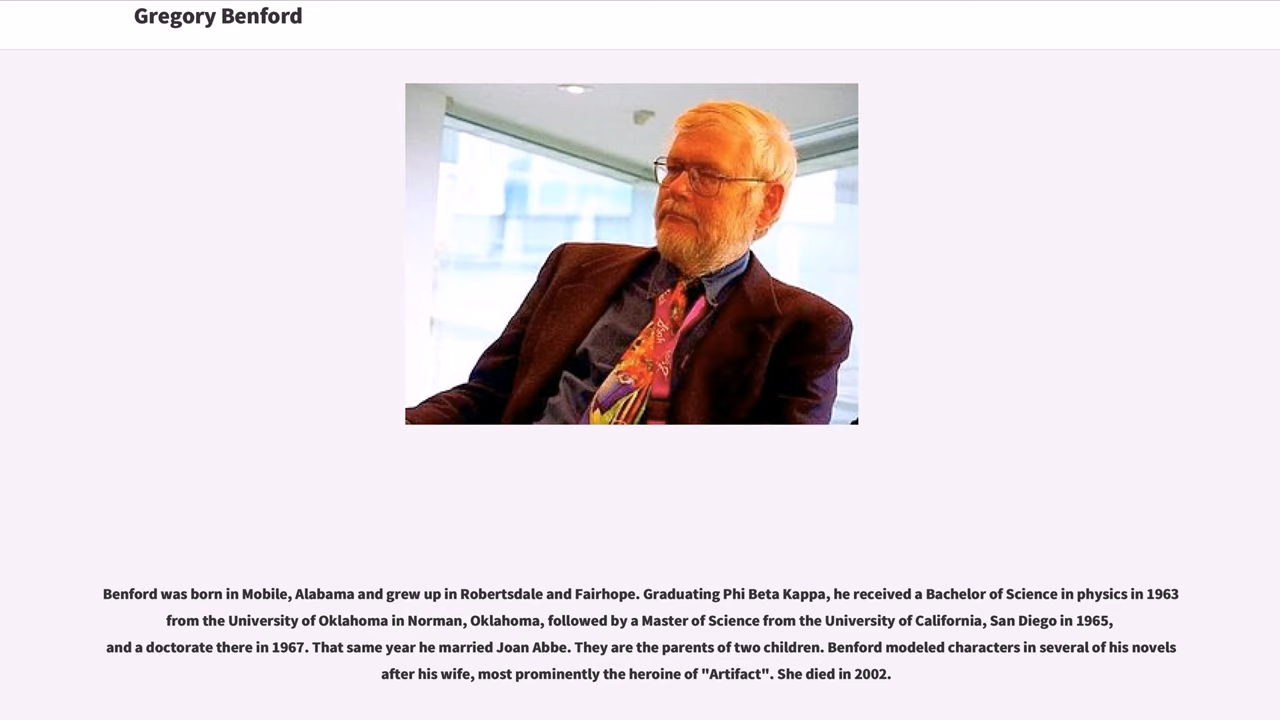 Gregory Benford
Benford was born in Mobile, Alabama and grew up in Robertsdale and Fairhope. Graduating Phi Beta Kappa, he received a Bachelor of Science in physics in 1963
from the University of Oklahoma in Norman, Oklahoma, followed by a Master of Science from the University of California, San Diego in 1965,
and a doctorate there in 1967. That same year he married Joan Abbe. They are the parents of two children. Benford modeled characters in several of his novels
after his wife, most prominently the heroine of "Artifact". She died in 2002.